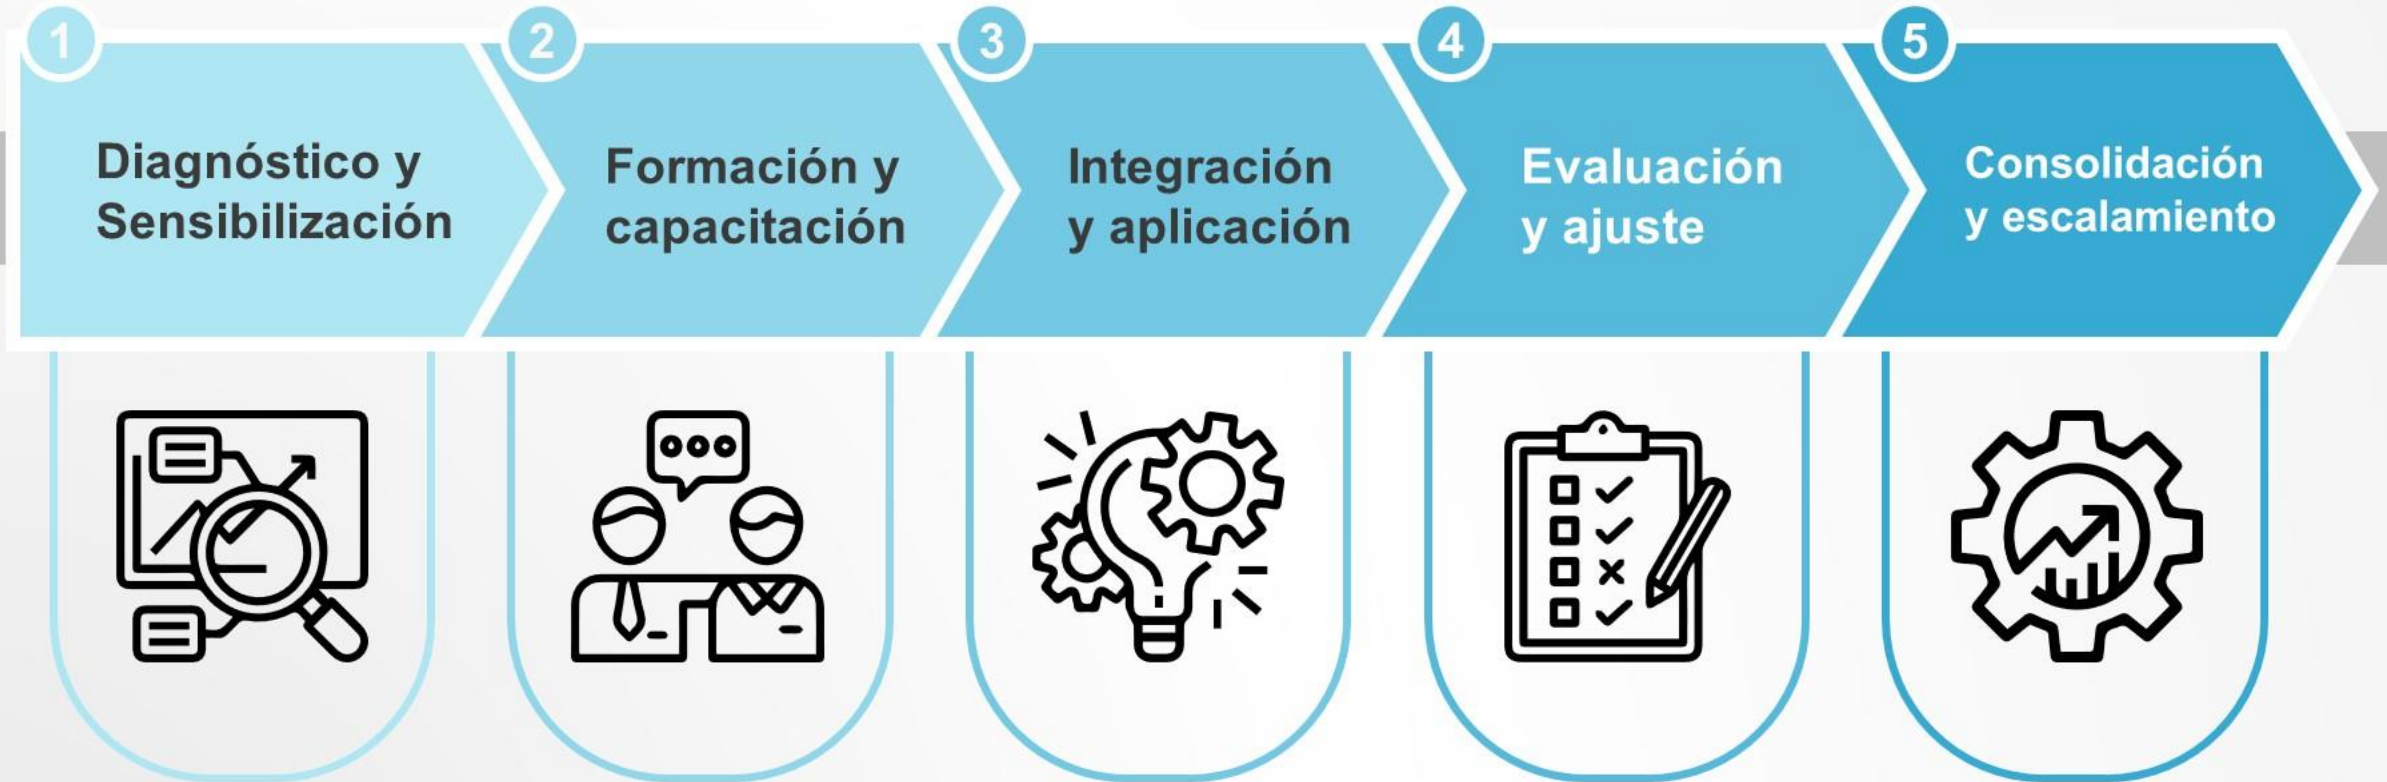 1
Diagnóstico y
Sensibilización
2
Formación y
capacitación
3
Integración
y aplicación
4
Evaluación
y ajuste
5
Consolidación
y escalamiento